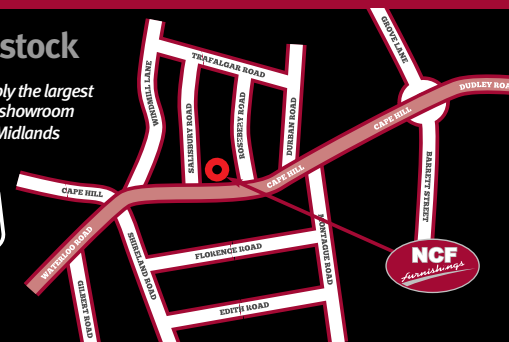 stock
bly the largest
showroom
Midlands
WINDMILL LANE
TRAFALGAR ROAD
SALISBURY ROAD
ROSEBERY ROAD
DURBAN ROAD
GROVE LANE
DUDLEY ROA
CAPE HILL
BARRETT STREET
CAPE HILL
CAPE HILL
WATERLOO ROAD
GILBERT ROAD
SHIRELAND ROAD
FLORENCE ROAD
MONTAGUE ROAD
EDITH ROAD
NCF
furnishings